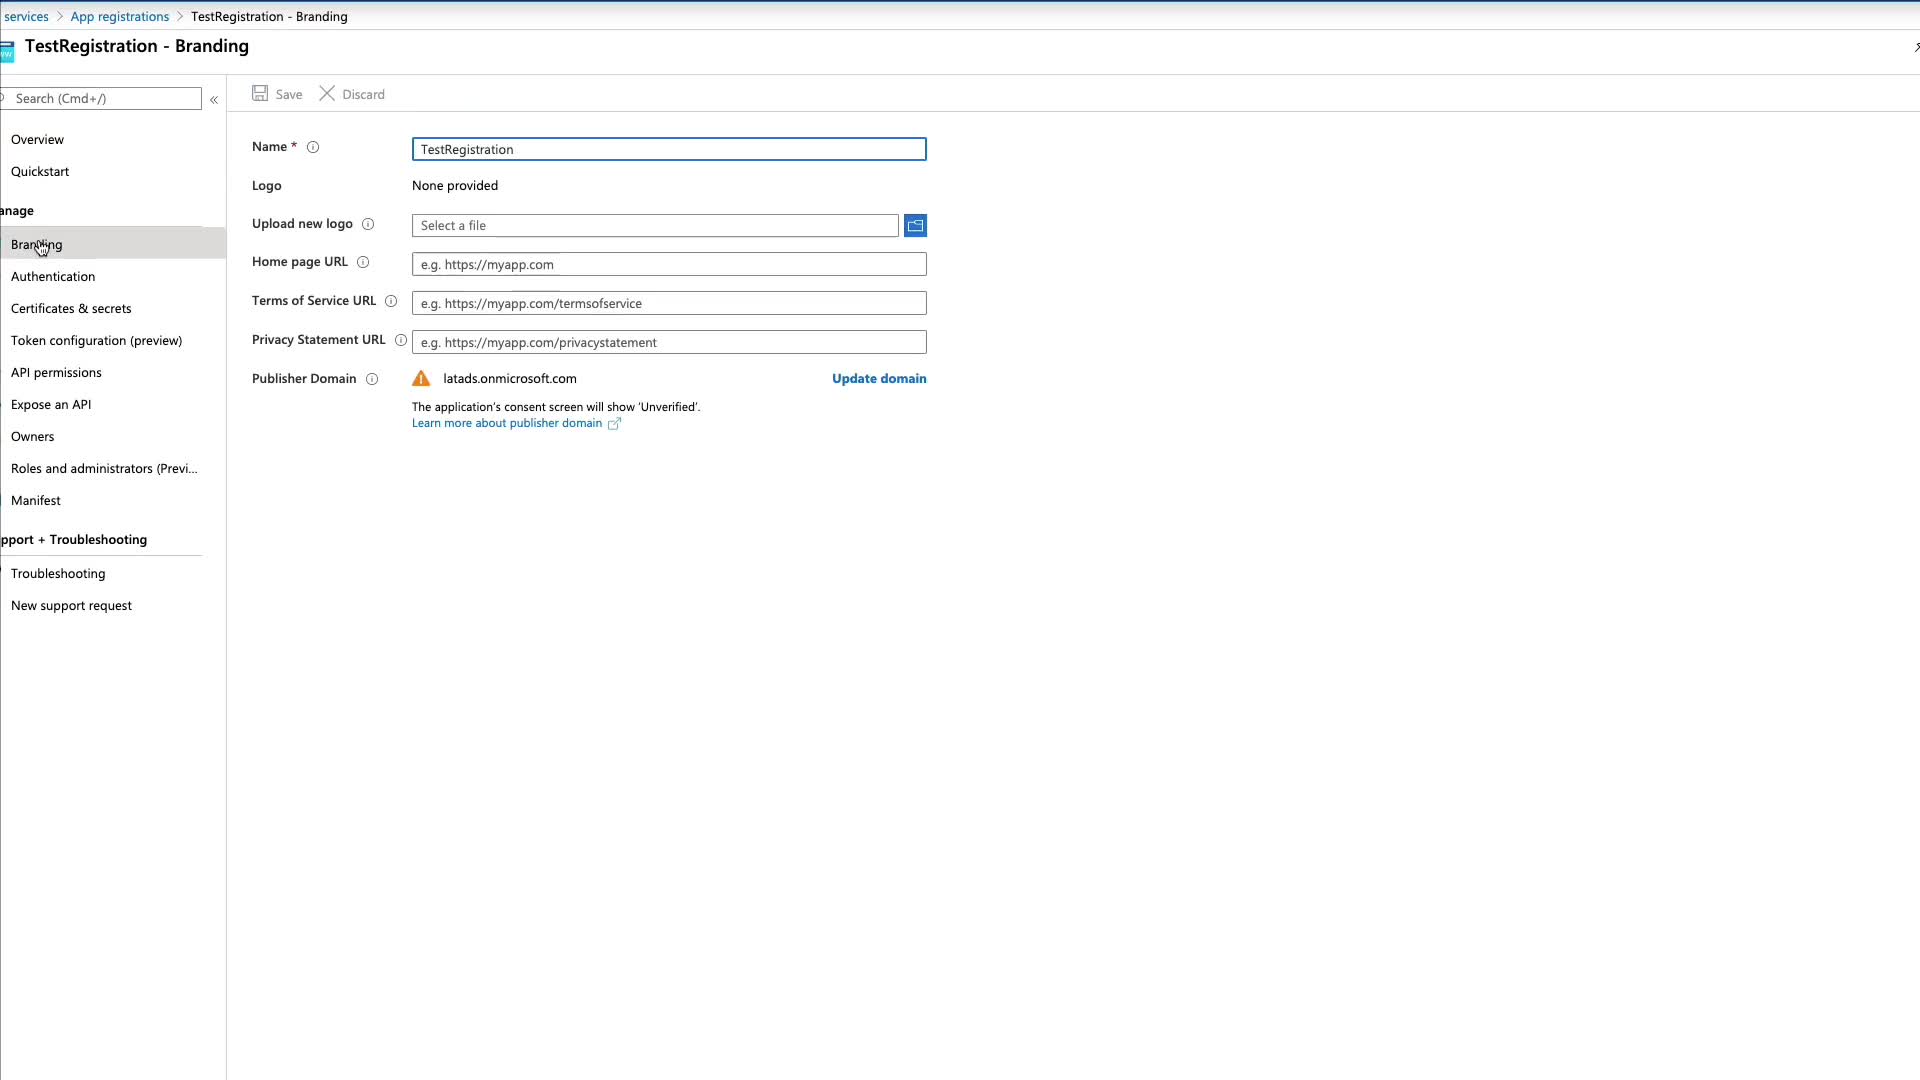 services > App registrations > TestRegistration - Branding
TestRegistration - Branding
Search (Cmd+/)
«
Save
Discard
Overview
Quickstart
anage
Branding
Authentication
Certificates & secrets
Token configuration (preview)
API permissions
Expose an API
Owners
Roles and administrators (Previ...
Manifest
pport + Troubleshooting
Troubleshooting
New support request
Name *
TestRegistration
Logo
None provided
Upload new logo
Select a file
Home page URL
e.g. https://myapp.com
Terms of Service URL
e.g. https://myapp.com/termsofservice
Privacy Statement URL
e.g. https://myapp.com/privacystatement
Publisher Domain
latads.onmicrosoft.com
Update domain
The application's consent screen will show 'Unverified'.
Learn more about publisher domain